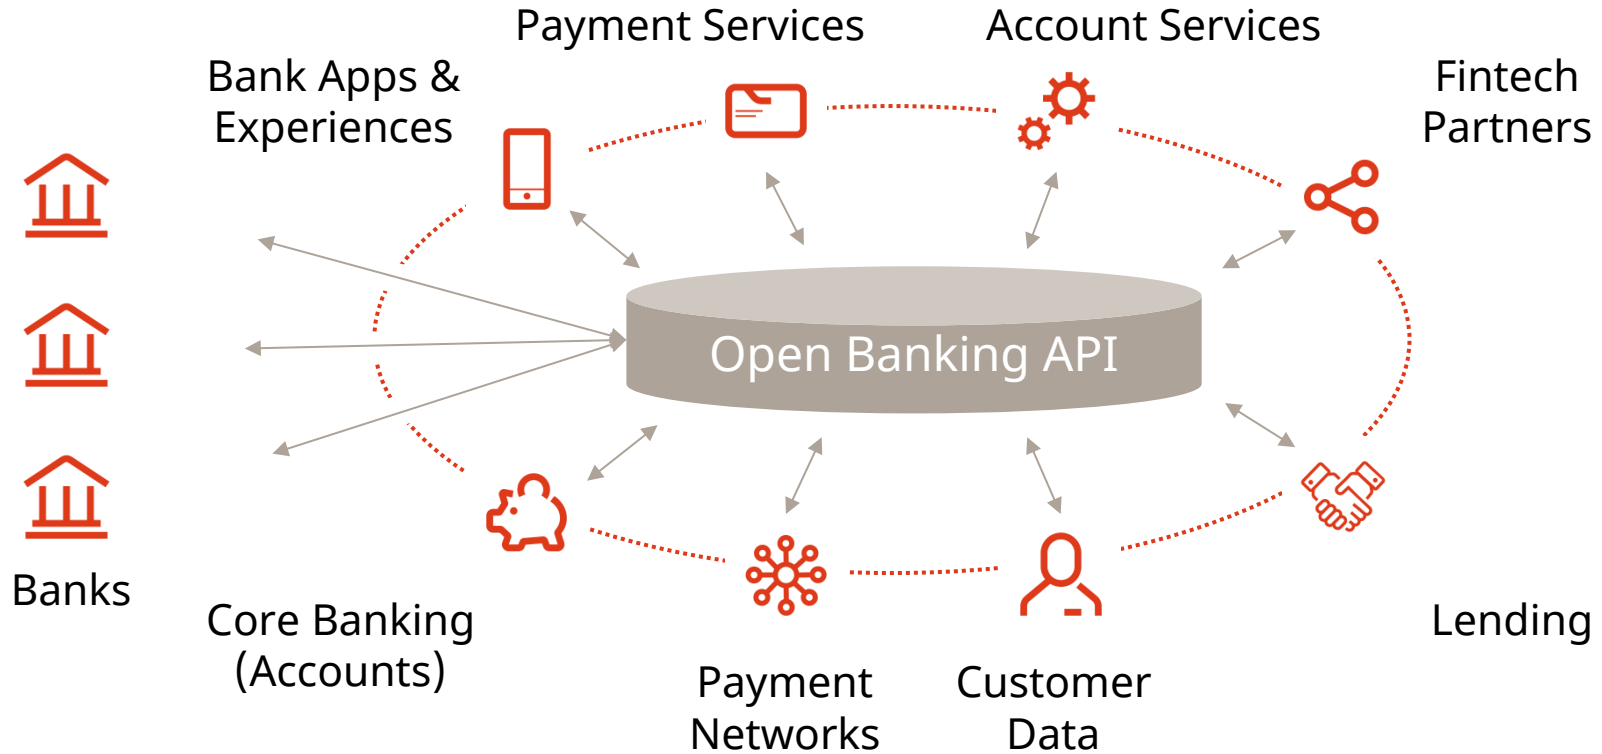 Payment Services
Account Services
Bank Apps &
Experiences
Fintech
Partners
Open Banking API
Banks
Core Banking
(Accounts)
Lending
Payment
Networks
Customer
Data